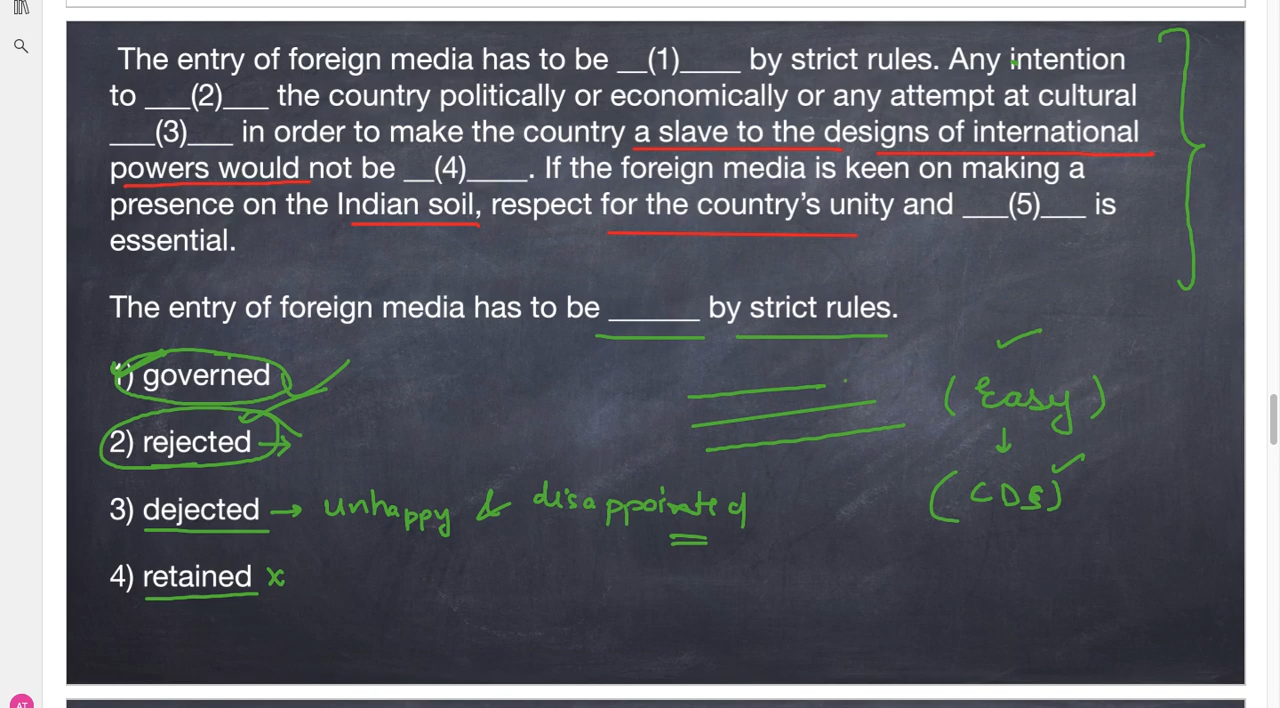 The entry of foreign media has to be __(1)____ by strict rules. Any intention
to ___(2)___ the country politically or economically or any attempt at cultural
___(3)___ in order to make the country a slave to the designs of international
powers would not be __(4)____. If the foreign media is keen on making a
presence on the Indian soil, respect for the country's unity and ___(5)___ is
essential.
The entry of foreign media has to be ______ by strict rules.
1) governed
(Easy)
2) rejected →
(CDS)
3) dejected → unhappy & disappointed
4) retained x
AT